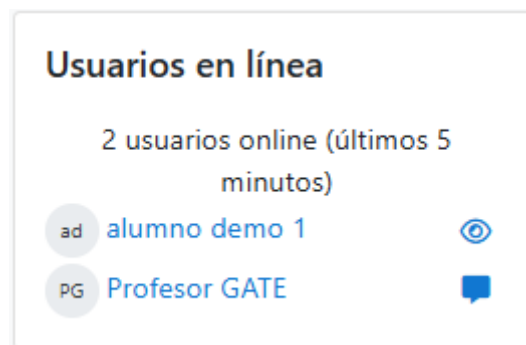 Usuarios en línea
2 usuarios online (últimos 5
minutos)
ad alumno demo 1
PG Profesor GATE